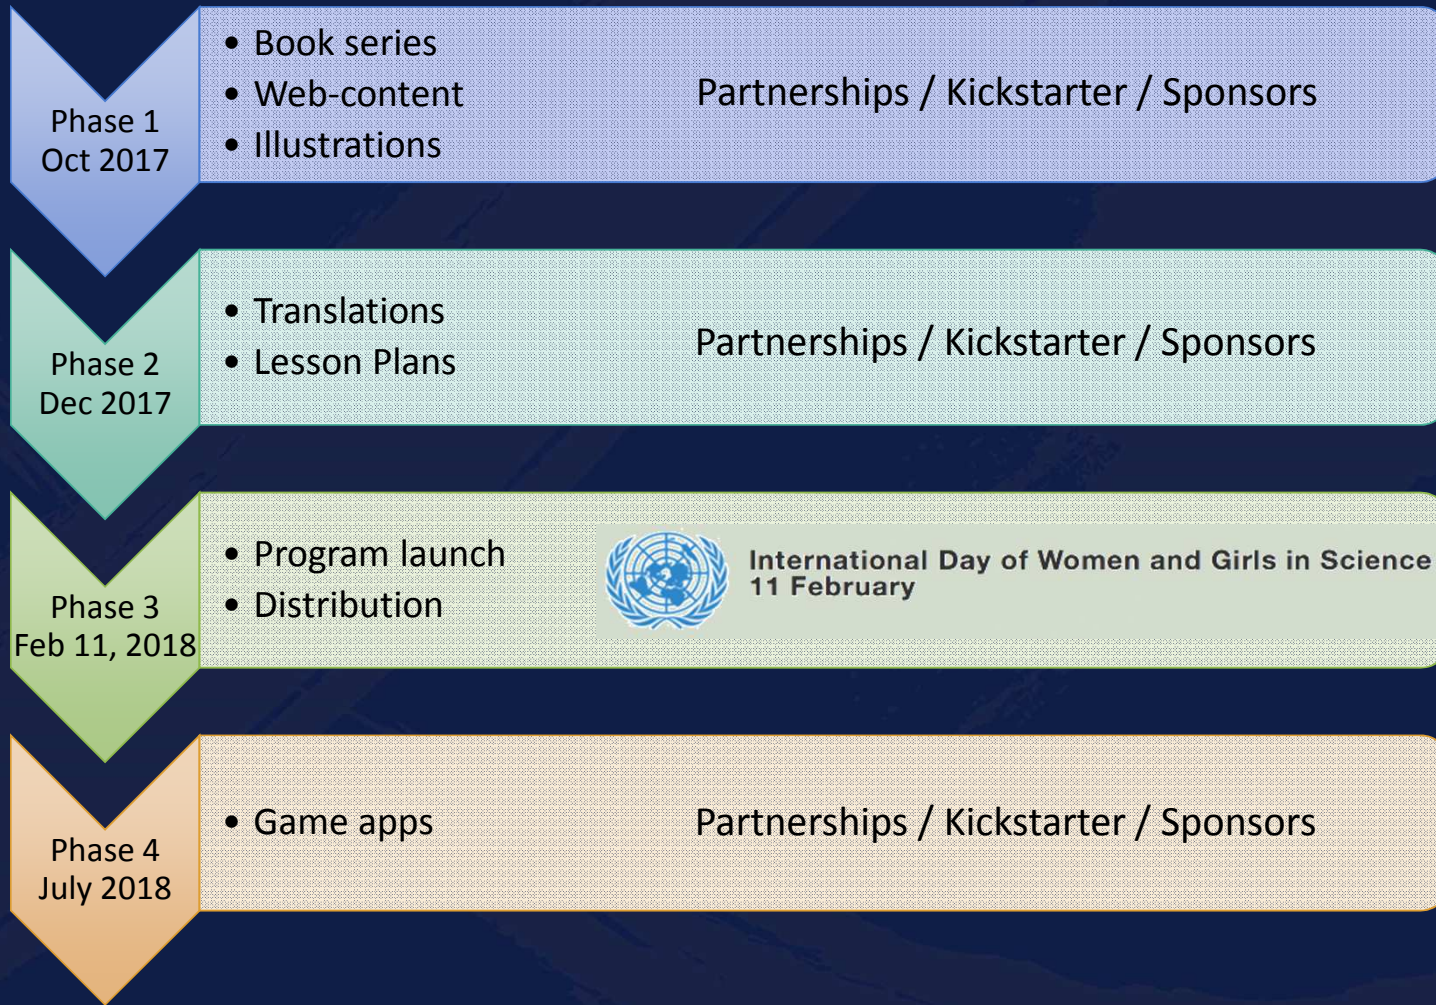 Phase 1
Oct 2017
• Book series
• Web-content
• Illustrations
Partnerships / Kickstarter / Sponsors
Phase 2
Dec 2017
• Translations
• Lesson Plans
Partnerships / Kickstarter / Sponsors
Phase 3
Feb 11, 2018
• Program launch
• Distribution
International Day of Women and Girls in Science
11 February
Phase 4
July 2018
• Game apps
Partnerships / Kickstarter / Sponsors